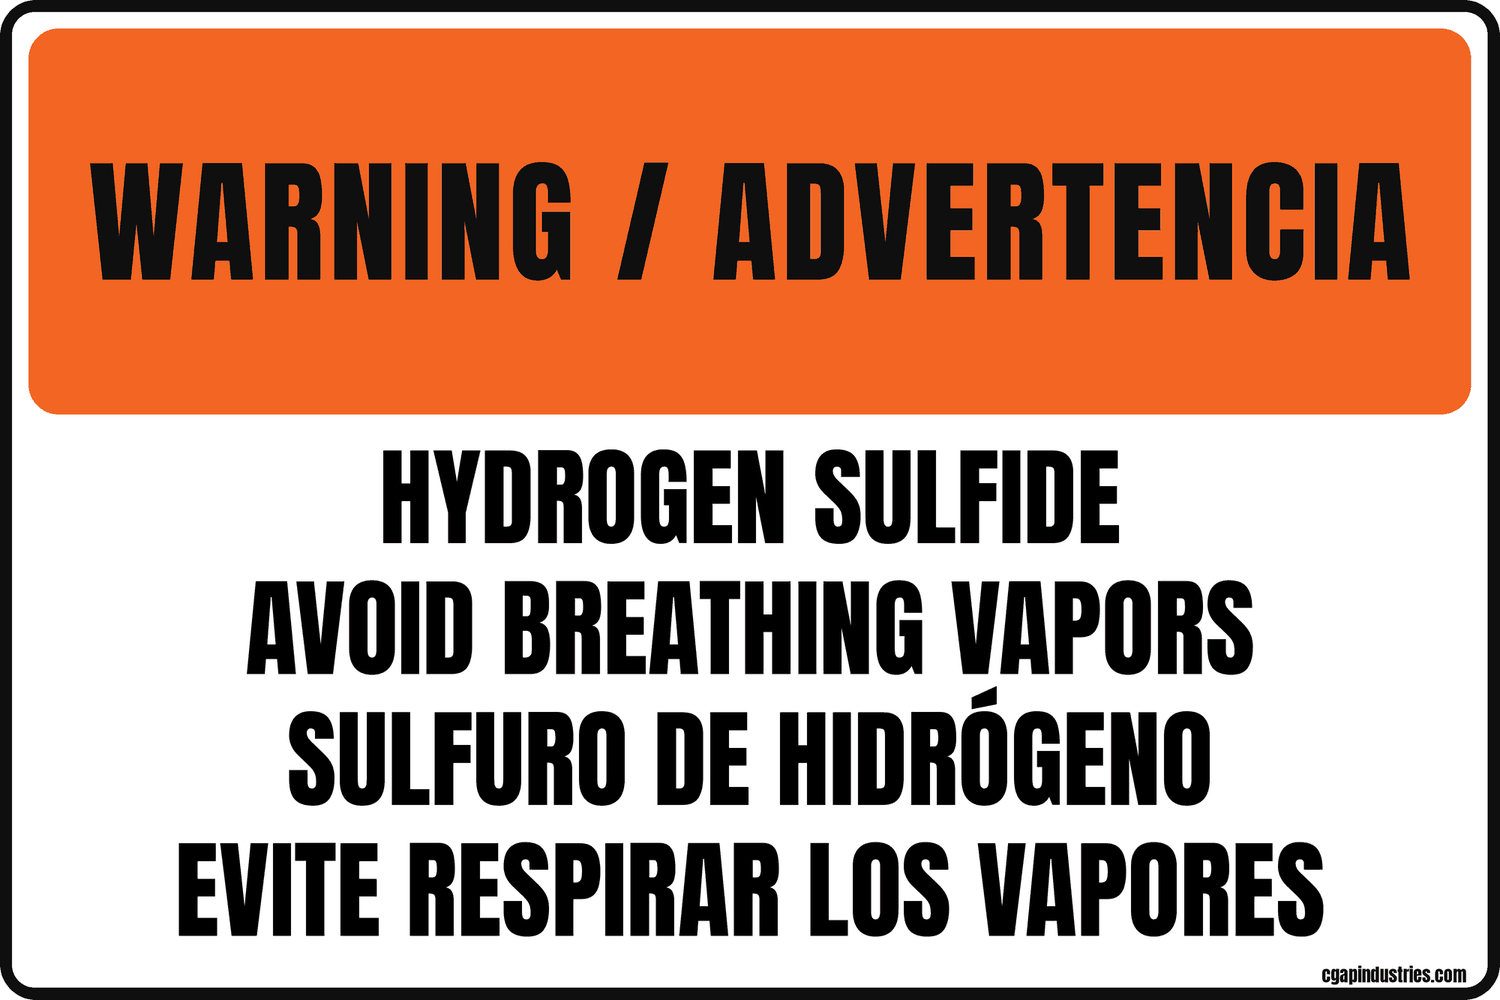 WARNING / ADVERTENCIA
HYDROGEN SULFIDE
AVOID BREATHING VAPORS
SULFURO DE HIDRÓGENO
EVITE RESPIRAR LOS VAPORES
cgapindustries.com